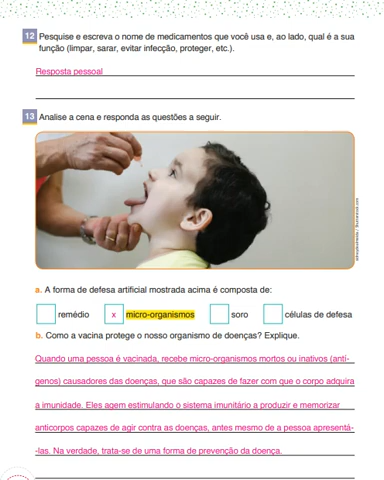 12 Pesquise e escreva o nome de medicamentos que você usa e, ao lado, qual é a sua
função (limpar, sarar, evitar infecção, proteger, etc.).
Resposta pessoal
13 Analise a cena e responda as questões a seguir.
a. A forma de defesa artificial mostrada acima é composta de:
remédio x micro-organismos soro células de defesa
b. Como a vacina protege o nosso organismo de doenças? Explique.
Quando uma pessoa é vacinada, recebe micro-organismos mortos ou inativos (antí-
genos) causadores das doenças, que são capazes de fazer com que o corpo adquira
a imunidade. Eles agem estimulando o sistema imunitário a produzir e memorizar
anticorpos capazes de agir contra as doenças, antes mesmo de a pessoa apresentá-
-las. Na verdade, trata-se de uma forma de prevenção da doença.